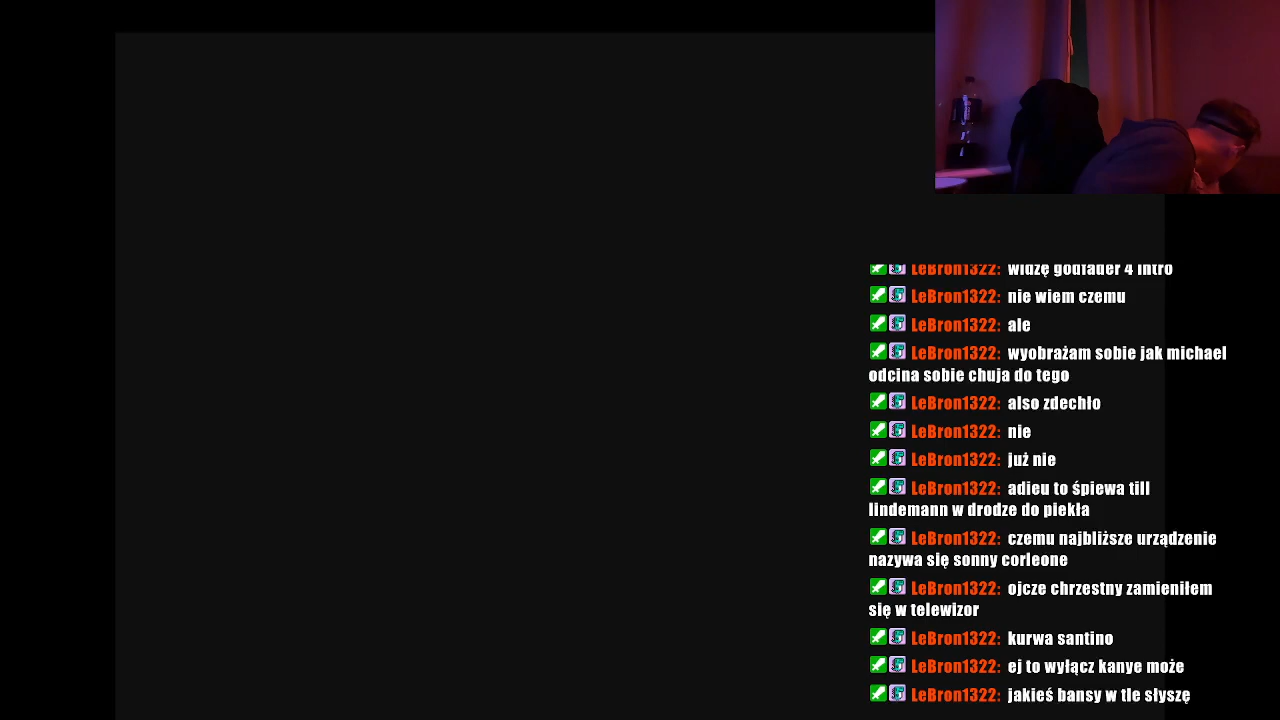 LeBron1322: widzę godfader 4 intro
LeBron1322: nie wiem czemu
LeBron1322: ale
LeBron1322: wyobrażam sobie jak michael
odcina sobie chuja do tego
LeBron1322: also zdechło
LeBron1322: nie
LeBron1322: już nie
LeBron1322: adieu to śpiewa till
lindemann w drodze do piekła
LeBron1322: czemu najbliższe urządzenie
nazywa się sonny corleone
LeBron1322: ojcze chrzestny zamieniłem
się w telewizor
LeBron1322: kurwa santino
LeBron1322: ej to wyłącz kanye może
LeBron1322: jakieś bansy w tle słyszę